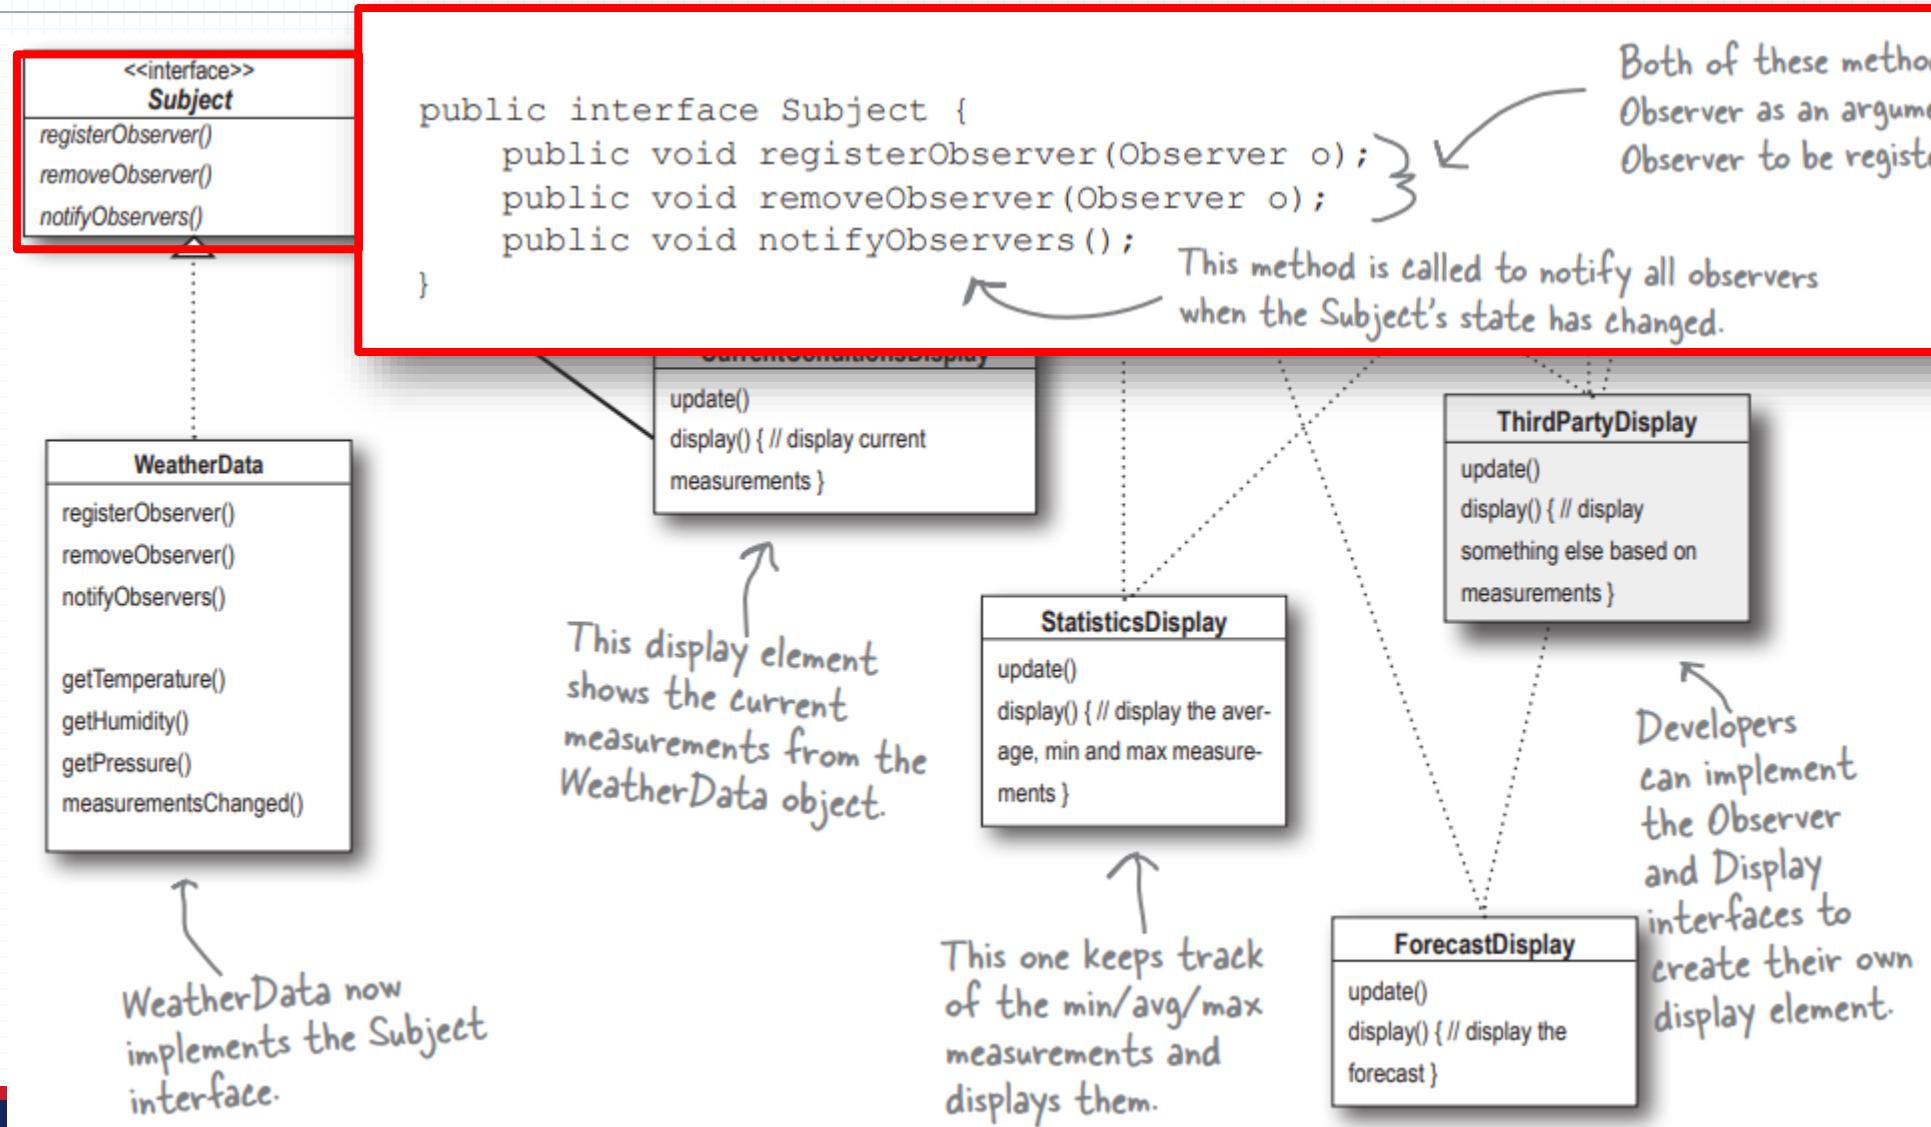 <<interface>>
Subject
registerObserver()
removeObserver()
notifyObservers()
public interface Subject {
public void registerObserver(Observer o);
public void removeObserver(Observer o);
public void notifyObservers();
}
Both of these
Observer as an
Observer to be
This method is called to notify all observers
when the Subject's state has changed.
WeatherData
registerObserver()
removeObserver()
notifyObservers()
getTemperature()
getHumidity()
getPressure()
measurementsChanged()
WeatherData now
implements the Subject
interface.
CurrentConditionsDisplay
update()
display() { // display current
measurements }
This display element
shows the current
measurements from the
WeatherData object.
StatisticsDisplay
update()
display() { // display the aver-
age, min and max measure-
ments }
This one keeps track
of the min/avg/max
measurements and
displays them.
ThirdPartyDisplay
update()
display() { // display
something else based on
measurements }
Developers
can implement
the Observer
and Display
interfaces to
create their own
display element.
ForecastDisplay
update()
display() { // display the
forecast }